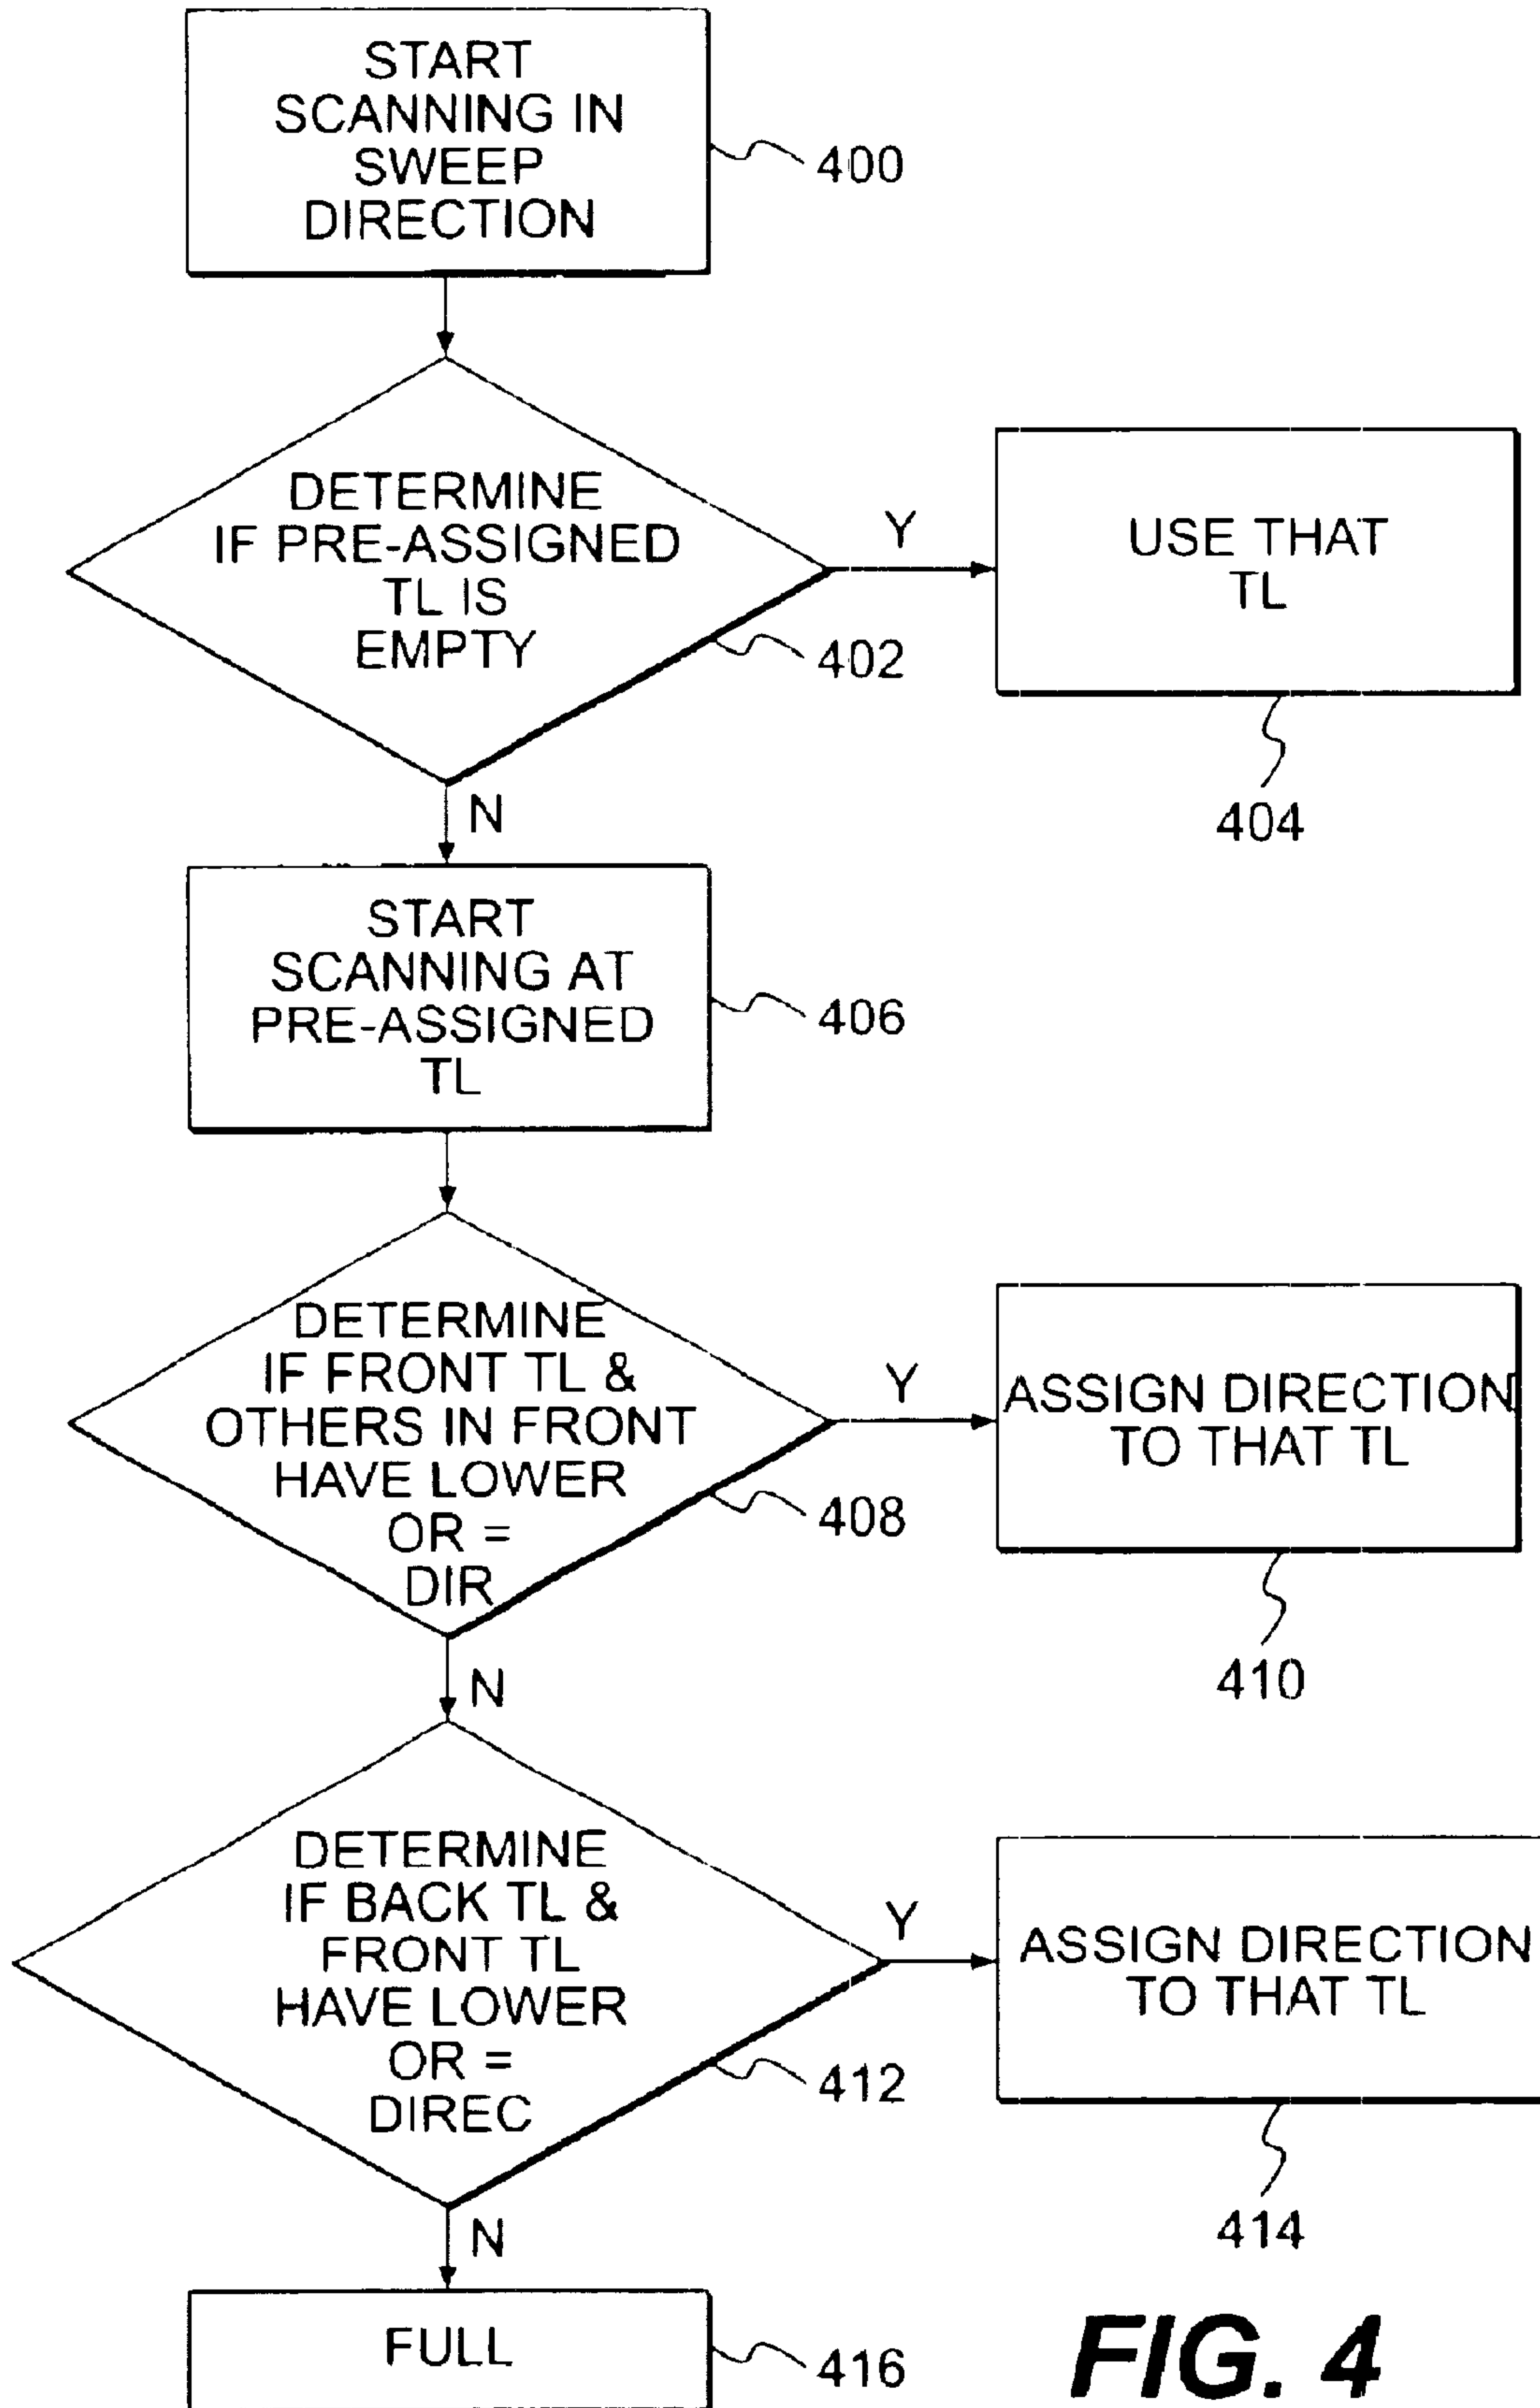 START
SCANNING IN
SWEEP
DIRECTION
400
DETERMINE
IF PRE-ASSIGNED
TL IS
EMPTY
402
Y
USE THAT
TL
404
N
START
SCANNING AT
PRE-ASSIGNED
TL
406
DETERMINE
IF FRONT TL &
OTHERS IN FRONT
HAVE LOWER
OR =
DIR
408
Y
ASSIGN DIRECTION
TO THAT TL
410
N
DETERMINE
IF BACK TL &
FRONT TL
HAVE LOWER
OR =
DIREC
412
Y
ASSIGN DIRECTION
TO THAT TL
414
N
FULL
416
FIG. 4